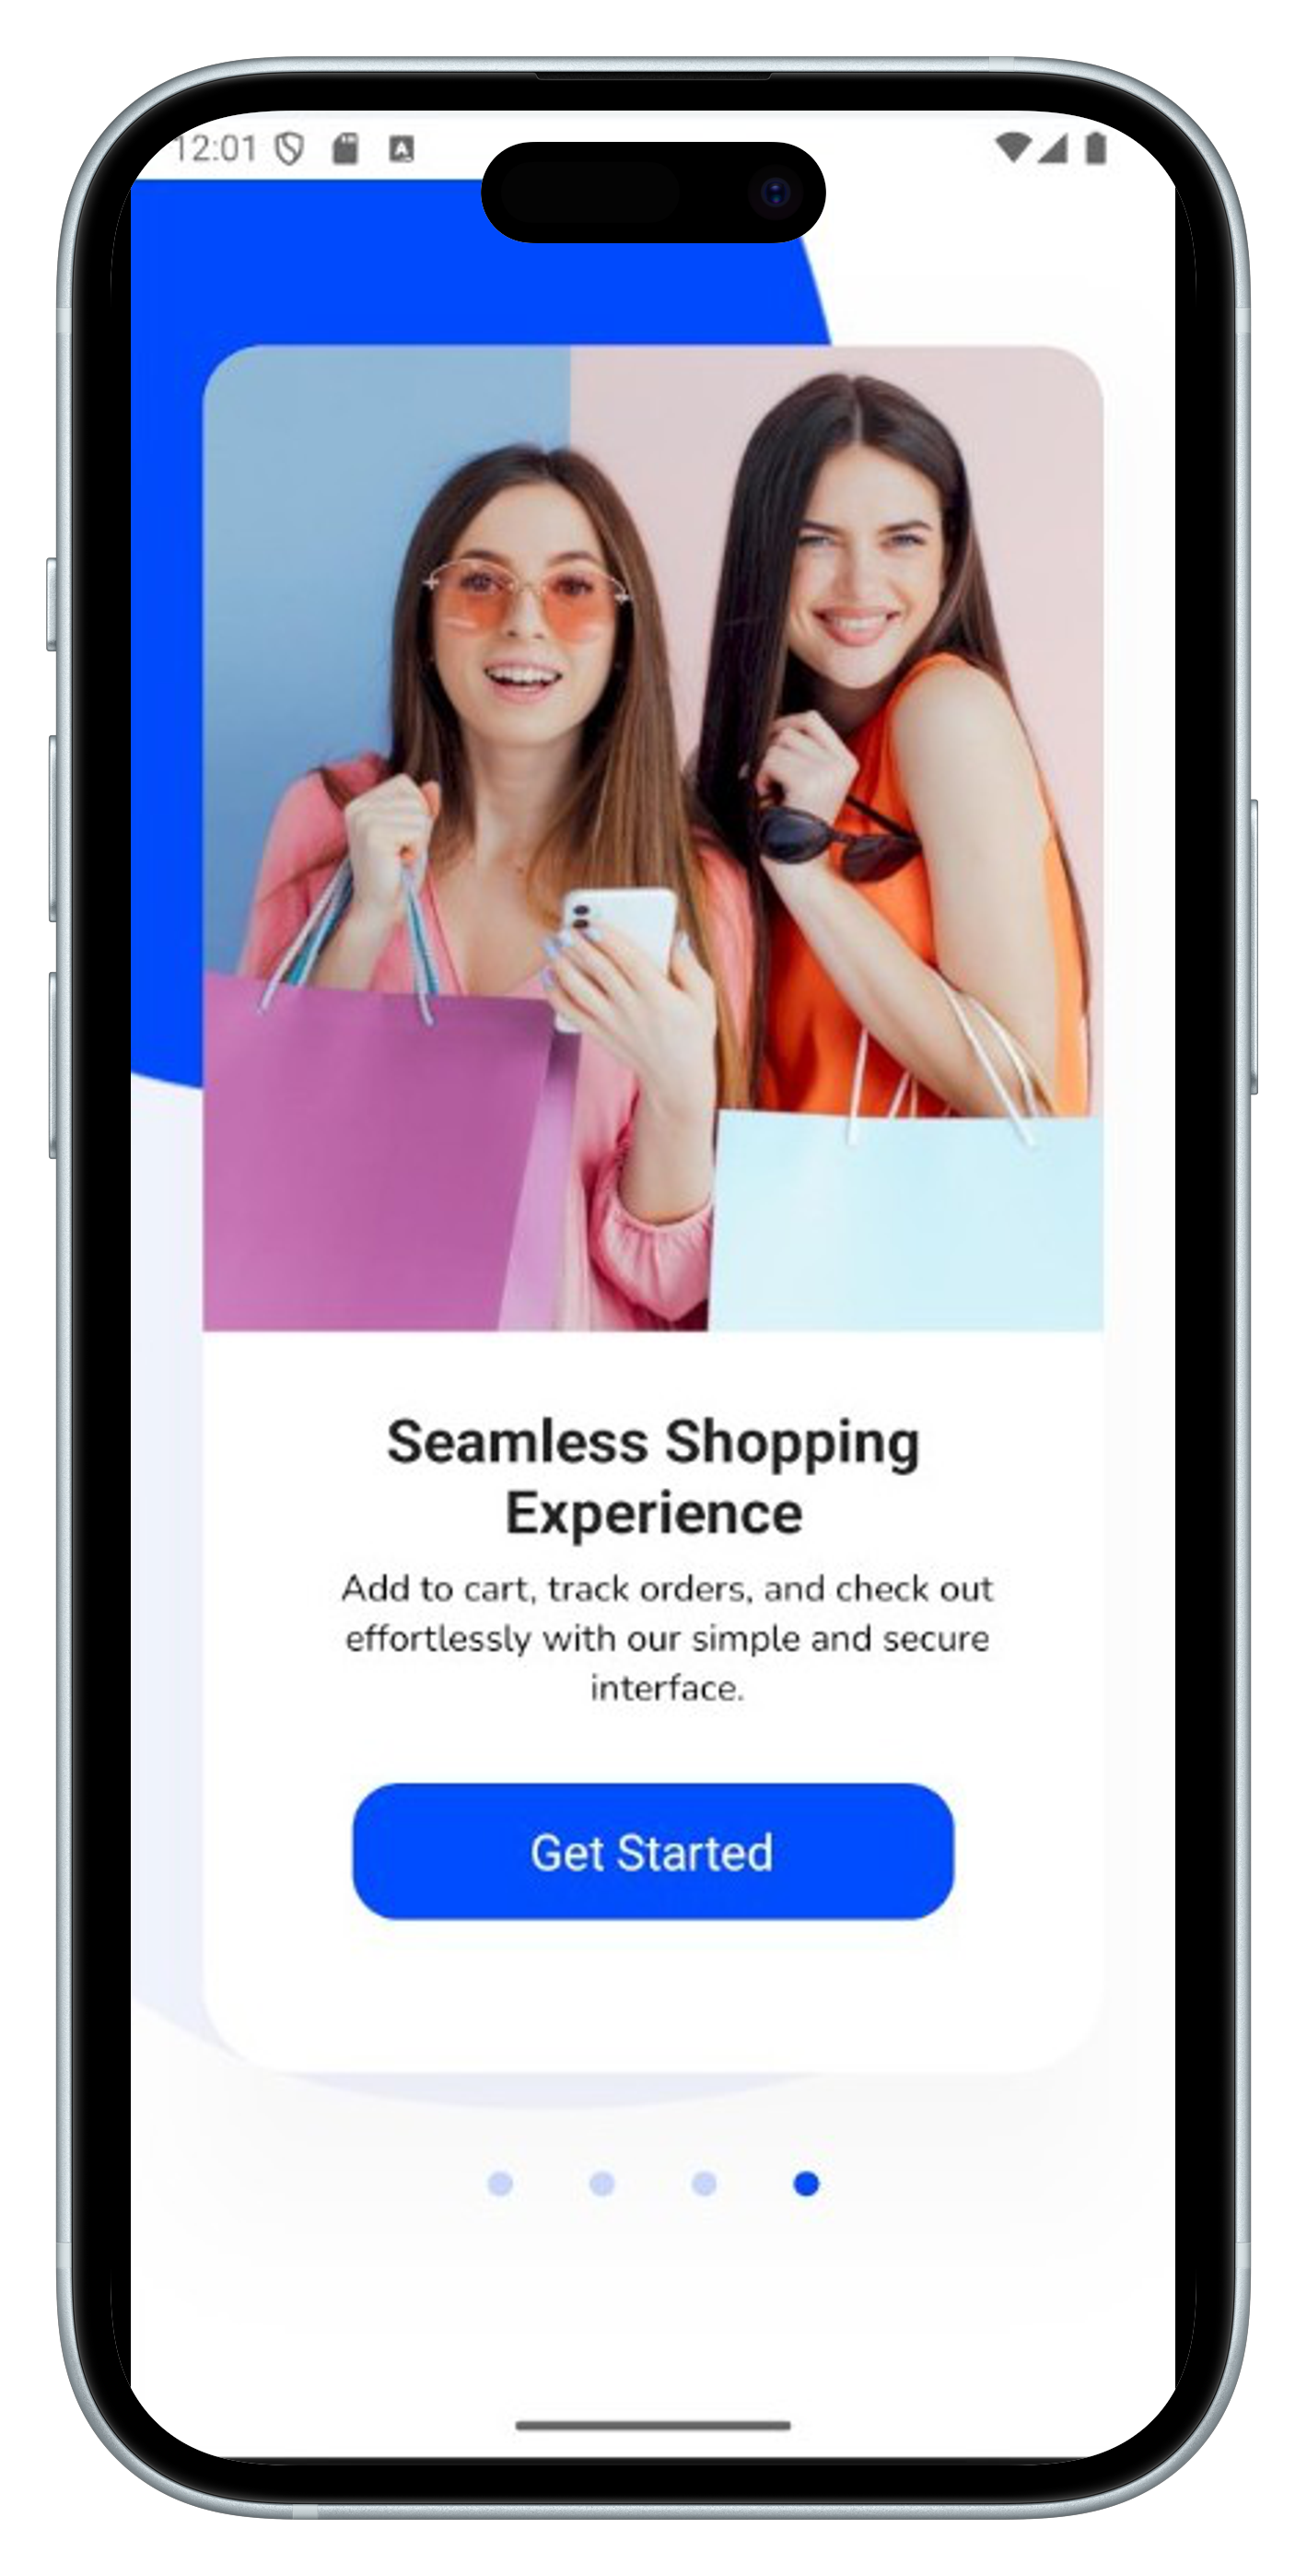 12:01
Seamless Shopping
Experience
Add to cart, track orders, and check out
effortlessly with our simple and secure
interface.
Get Started